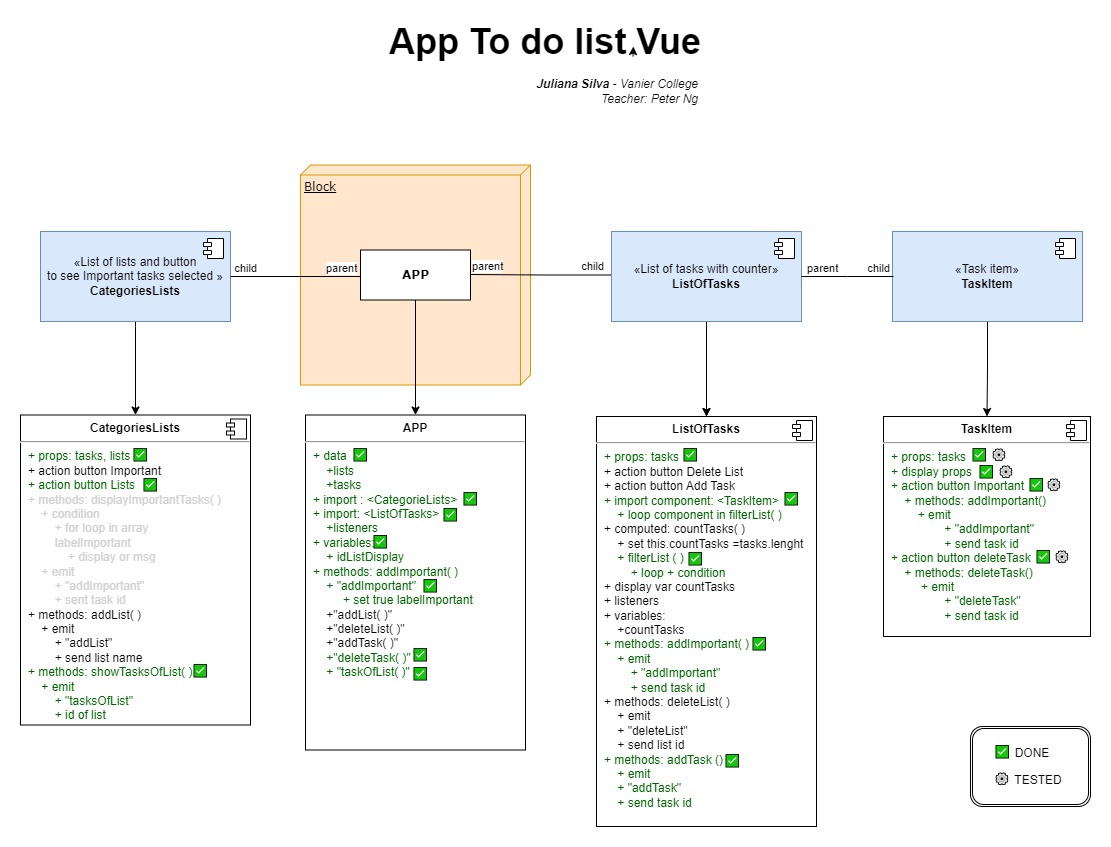 App To do list.Vue
Juliana Silva - Vanier College
Teacher: Peter Ng
Block
«List of lists and button
to see Important tasks selected »
CategoriesLists
child
parent
APP
parent
child
«List of tasks with counter»
ListOfTasks
parent
child
«Task item»
TaskItem
CategoriesLists
+ props: tasks, lists
+ action button Important
+ action button Lists
+ methods: displayImportantTasks( )
+ condition
+ for loop in array
labelImportant
+ display or msg
+ emit
+ "addImportant"
+ sent task id
+ methods: addList( )
+ emit
+ "addList"
+ send list name
+ methods: showTasksOfList( )
+ emit
+ "tasksOfList"
+ id of list
APP
+ data
+lists
+tasks
+ import : <CategorieLists>
+ import: <ListOfTasks>
+listeners
+ variables:
+ idListDisplay
+ methods: addImportant( )
+ "addImportant"
+ set true labelImportant
+"addList( )"
+"deleteList( )"
+"addTask( )"
+"deleteTask( )"
+ "taskOfList( )"
ListOfTasks
+ props: tasks
+ action button Delete List
+ action button Add Task
+ import component: <TaskItem>
+ loop component in filterList( )
+ computed: countTasks( )
+ set this.countTasks =tasks.lenght
+ filterList ( )
+ loop + condition
+ display var countTasks
+ listeners
+ variables:
+countTasks
+ methods: addImportant( )
+ emit
+ "addImportant"
+ send task id
+ methods: deleteList( )
+ emit
+ "deleteList"
+ send list id
+ methods: addTask ()
+ emit
+ "addTask"
+ send task id
TaskItem
+ props: tasks
+ display props
+ action button Important
+ methods: addImportant()
+ emit
+ "addImportant"
+ send task id
+ action button deleteTask
+ methods: deleteTask()
+ emit
+ "deleteTask"
+ send task id
DONE
TESTED